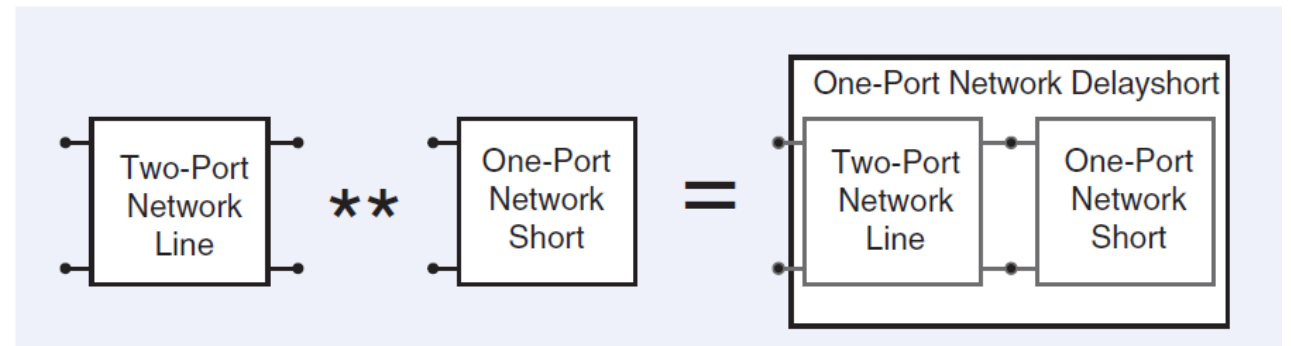 Two-Port
Network
Line
**
One-Port
Network
Short
=
One-Port Network Delayshort
Two-Port
Network
Line
One-Port
Network
Short